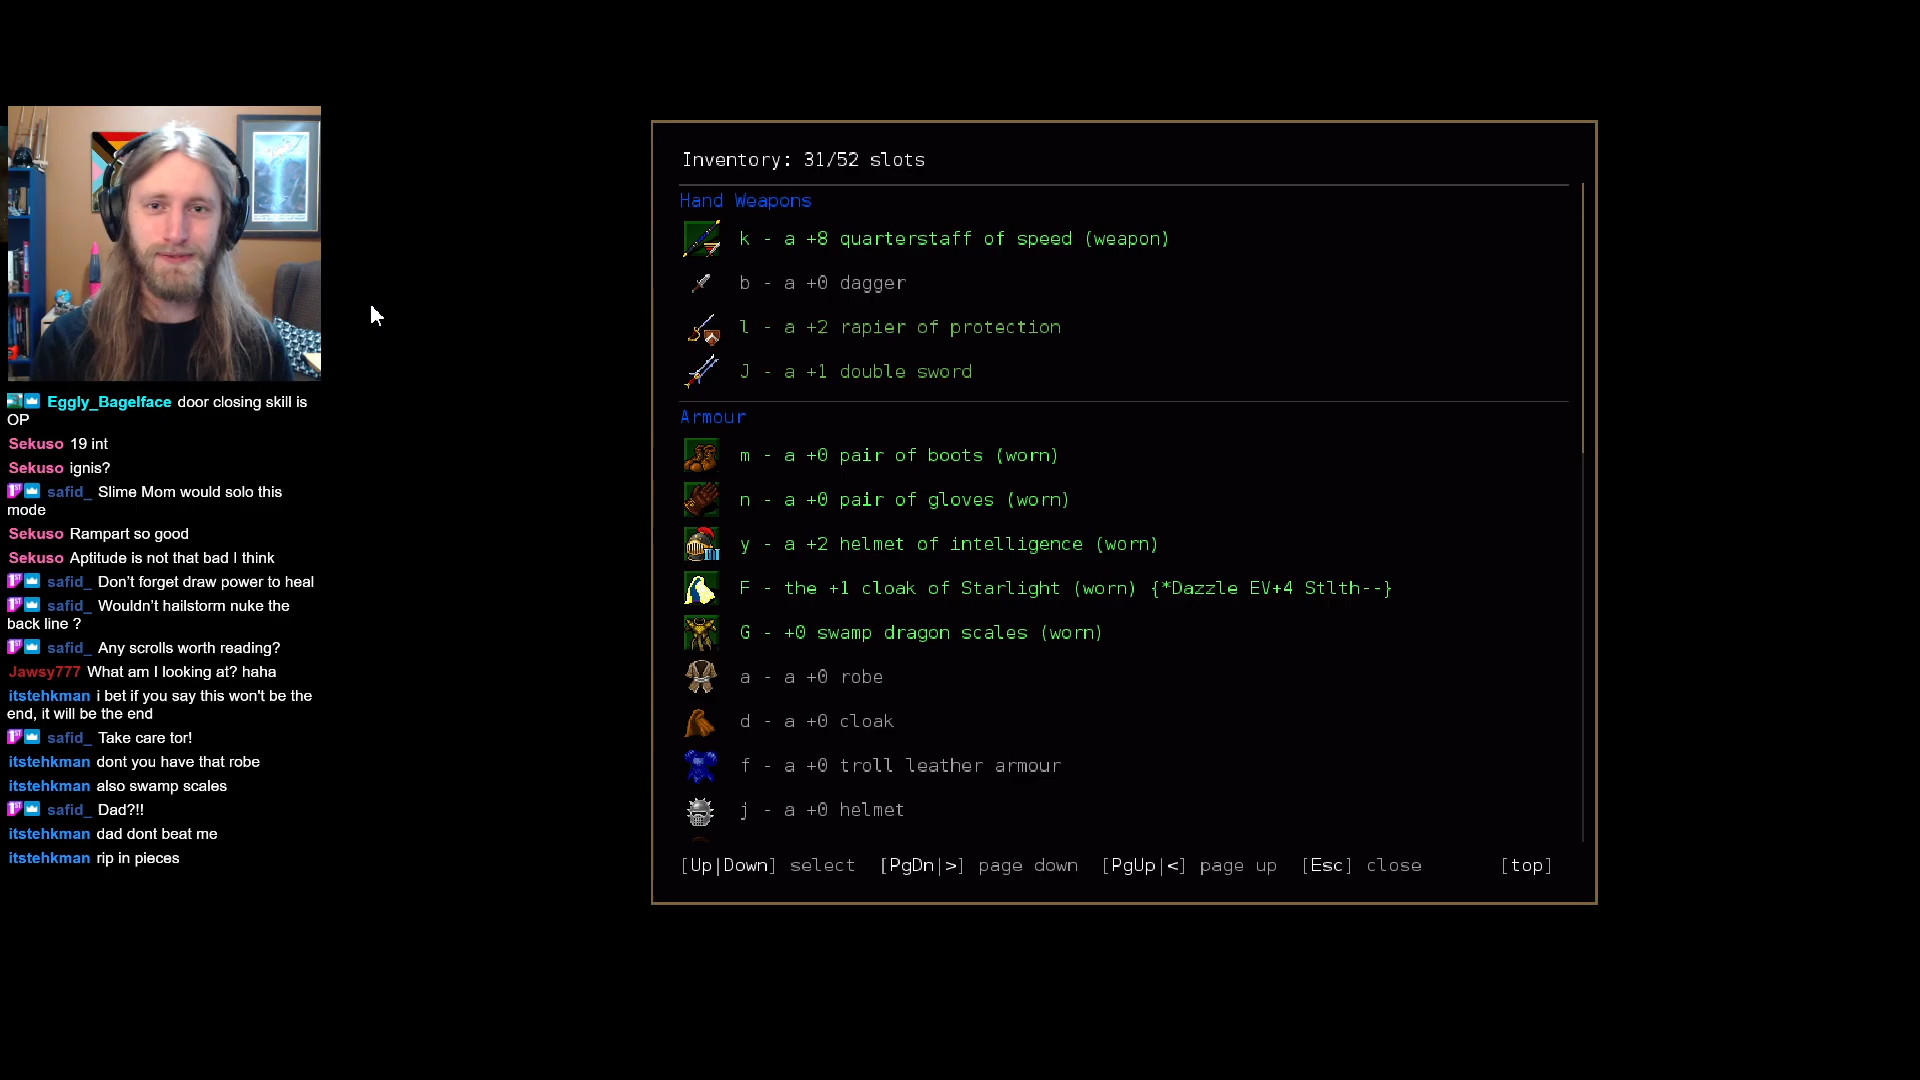 Eggly_Bagelface door closing skill is
OP
Sekuso 19 int
Sekuso ignis?
safid_ Slime Mom would solo this
mode
Sekuso Rampart so good
Sekuso Aptitude is not that bad I think
safid_ Don't forget draw power to heal
safid_ Wouldn't hailstorm nuke the
back line ?
safid_ Any scrolls worth reading?
Jawsy777 What am I looking at? haha
itstehkman i bet if you say this won't be the
end, it will be the end
safid_ Take care tor!
itstehkman dont you have that robe
itstehkman also swamp scales
safid_ Dad?!!
itstehkman dad dont beat me
itstehkman rip in pieces
Inventory: 31/52 slots
Hand Weapons
k - a +8 quarterstaff of speed (weapon)
b - a +0 dagger
l - a +2 rapier of protection
J - a +1 double sword
Armour
m - a +0 pair of boots (worn)
n - a +0 pair of gloves (worn)
y - a +2 helmet of intelligence (worn)
F - the +1 cloak of Starlight (worn) {*Dazzle EV+4 Stlth--}
G - +0 swamp dragon scales (worn)
a - a +0 robe
d - a +0 cloak
f - a +0 troll leather armour
j - a +0 helmet
[Up|Down] select [PgDn|>] page down [PgUp|<] page up [Esc] close [top]